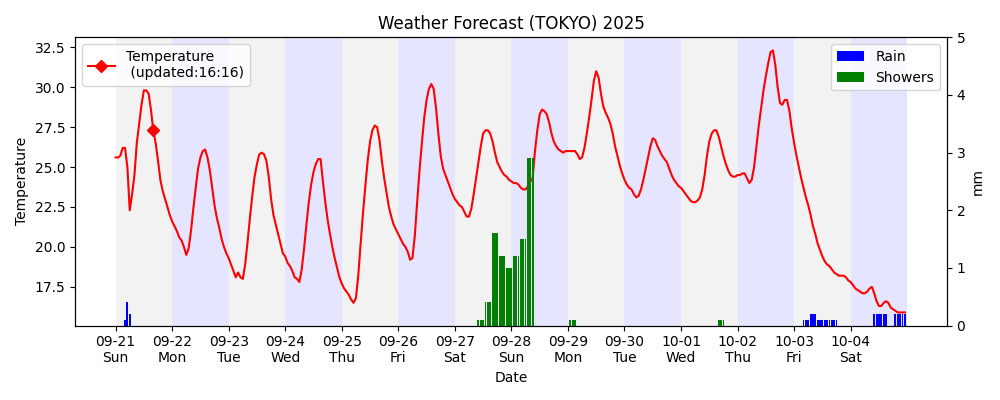 Weather Forecast (TOKYO) 2025
Temperature
(updated:16:16)
Rain
Showers
Temperature
32.5
30.0
27.5
25.0
22.5
20.0
17.5
5
4
3
2
1
0
mm
09-21 09-22 09-23 09-24 09-25 09-26 09-27 09-28 09-29 09-30 10-01 10-02 10-03 10-04
Sun Mon Tue Wed Thu Fri Sat Sun Mon Tue Wed Thu Fri Sat
Date